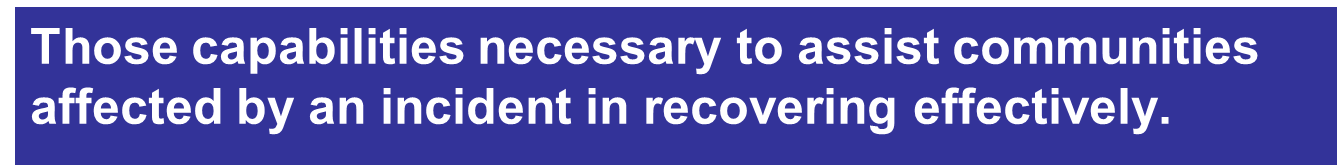 Those capabilities necessary to assist communities
affected by an incident in recovering effectively.